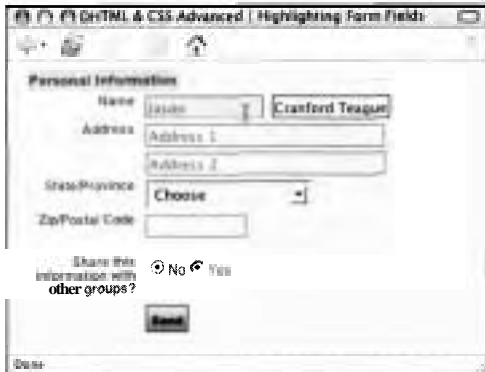 DHTML & CSS Advanced | Highlighting Form Fields
Personal Information
Name Jason Cranford Teague
Address Address 1
Address 2
State/Province Choose
Zip/Postal Code
Share this
information with
other groups?
No Yes
Send
Done